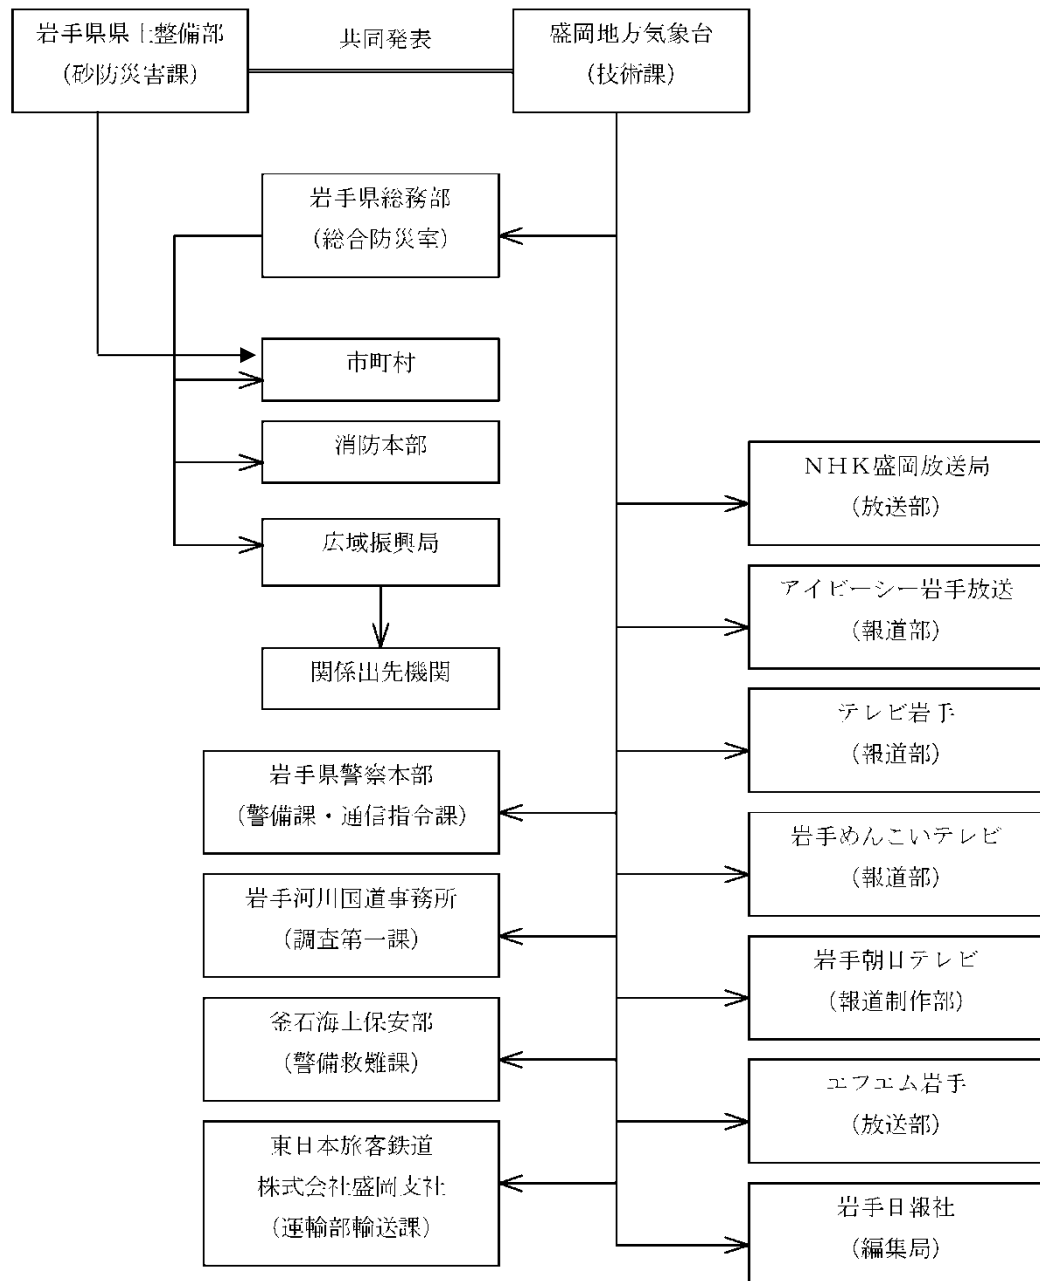 岩手県県土整備部
(砂防災害課)
共同発表
盛岡地方気象台
(技術課)
岩手県総務部
(総合防災室)
市町村
消防本部
広域振興局
関係出先機関
岩手県警察本部
(警備課・通信指令課)
岩手河川国道事務所
(調査第一課)
釜石海上保安部
(警備救難課)
東日本旅客鉄道
株式会社盛岡支社
(運輸部輸送課)
NHK盛岡放送局
(放送部)
アイビーシー岩手放送
(報道部)
テレビ岩手
(報道部)
岩手めんこいテレビ
(報道部)
岩手朝日テレビ
(報道制作部)
エフエム岩手
(放送部)
岩手日報社
(編集局)